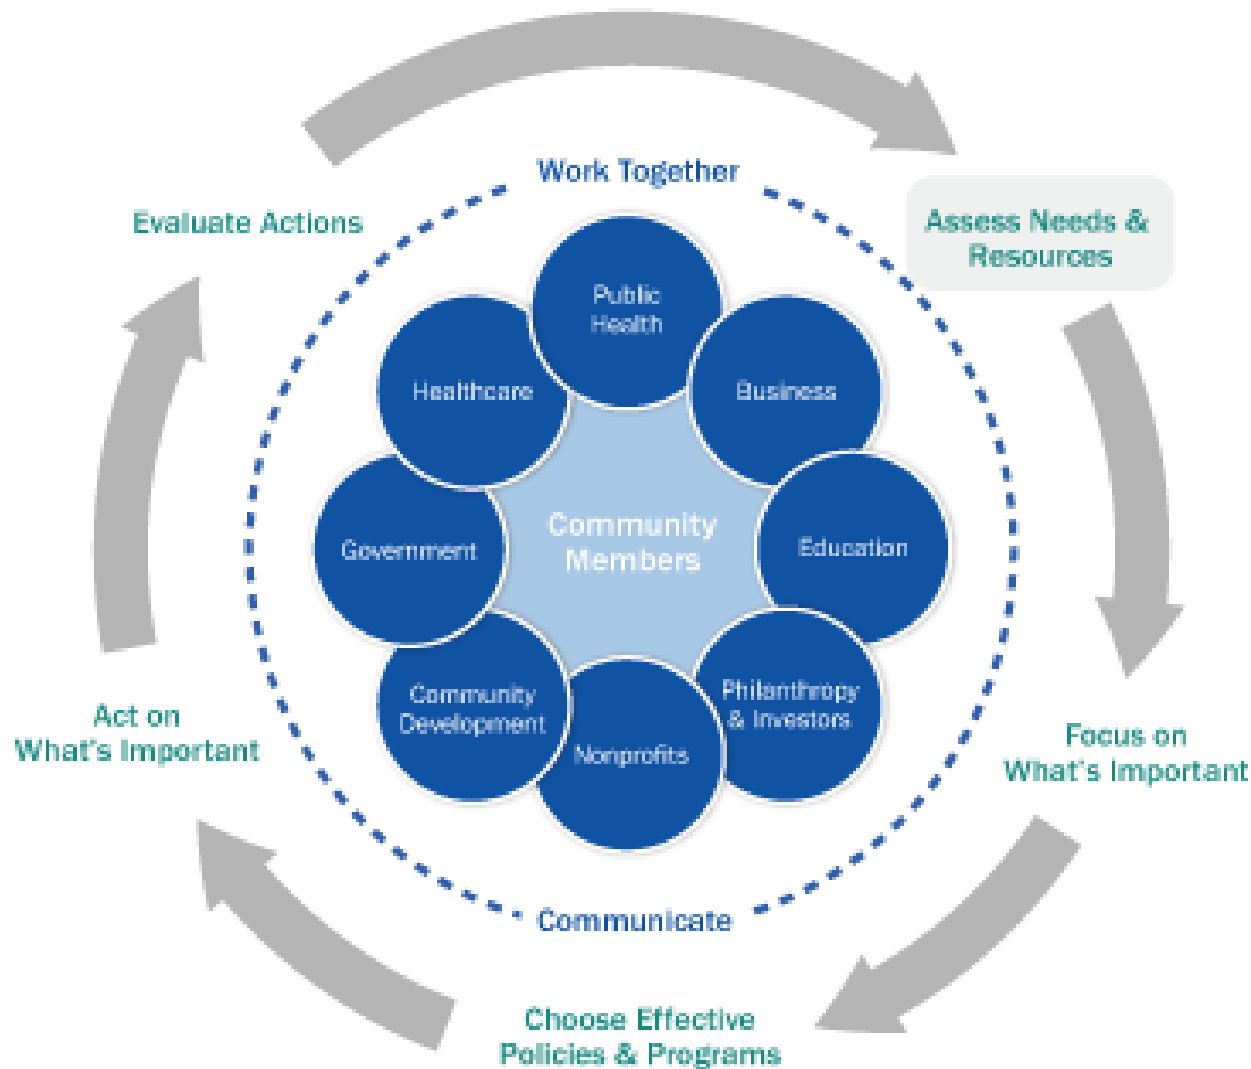 Work Together
Evaluate Actions
Assess Needs &
Resources
Public
Health
Healthcare
Business
Community
Members
Government
Education
Community
Development
Philanthropy
& Investors
Nonprofits
Act on
What's Important
Focus on
What's Important
Communicate
Choose Effective
Policies & Programs